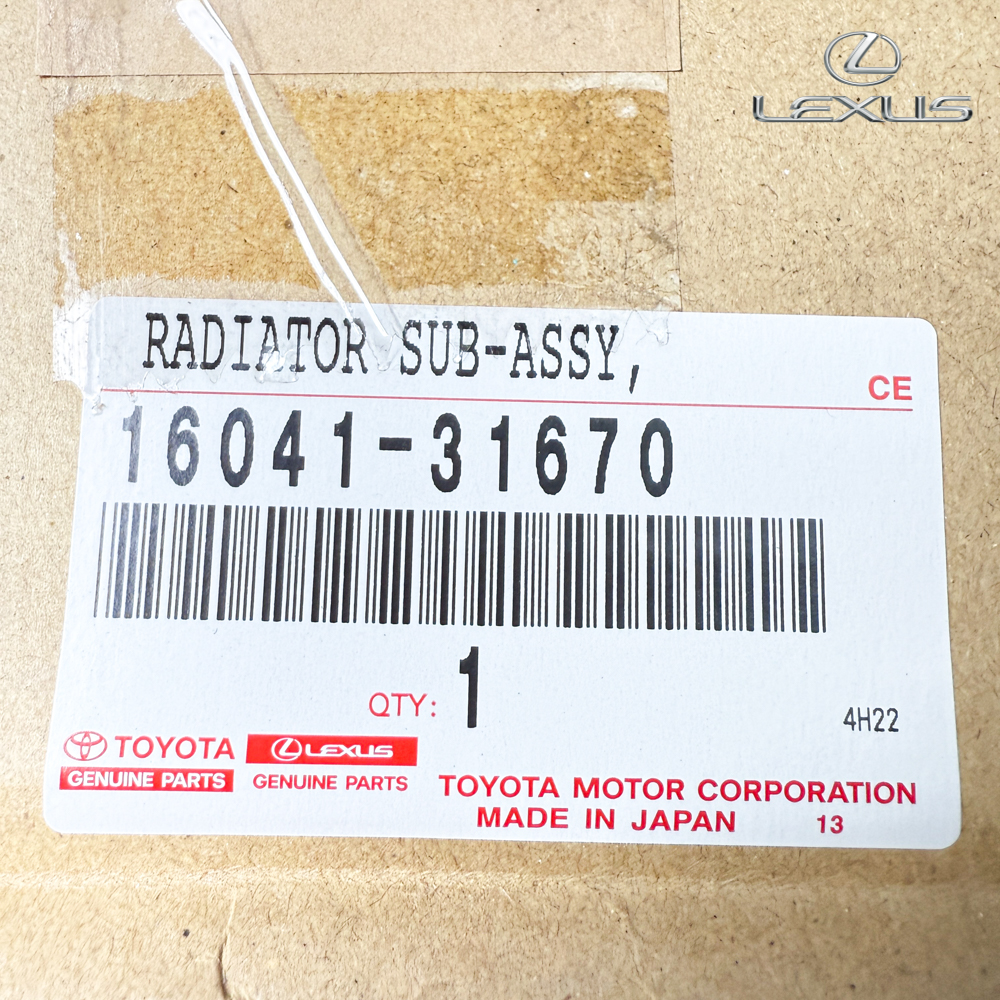 LEXUS
RADIATOR SUB-ASSY,
CE
16041-31670
QTY: 1
4H22
TOYOTA
GENUINE PARTS
LEXUS
GENUINE PARTS
TOYOTA MOTOR CORPORATION
MADE IN JAPAN 13